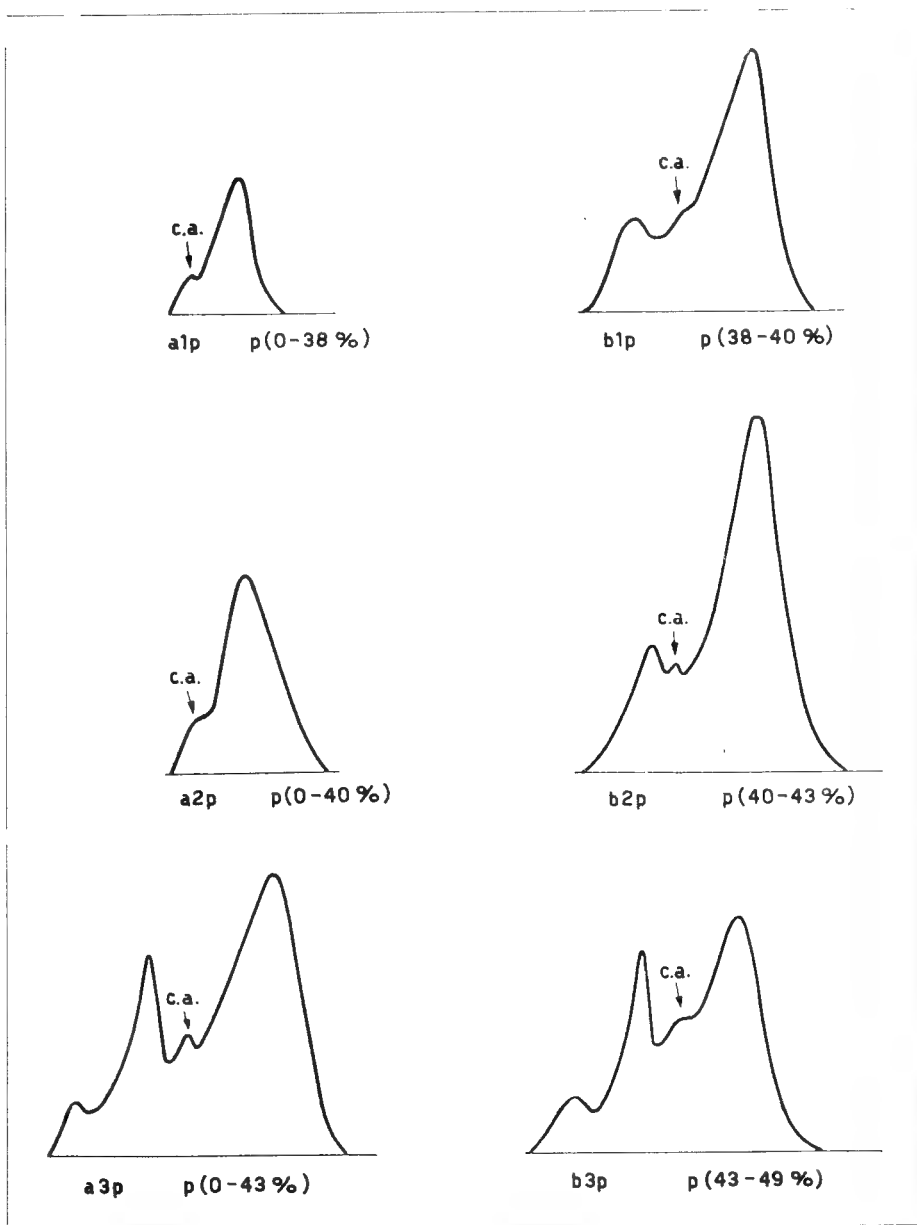 c.a.
a1p p(0-38 %)
c.a.
b1p p(38-40 %)
c.a.
a2p p(0-40 %)
c.a.
b2p p(40-43 %)
c.a.
a3p p(0-43 %)
c.a.
b3p p(43-49 %)